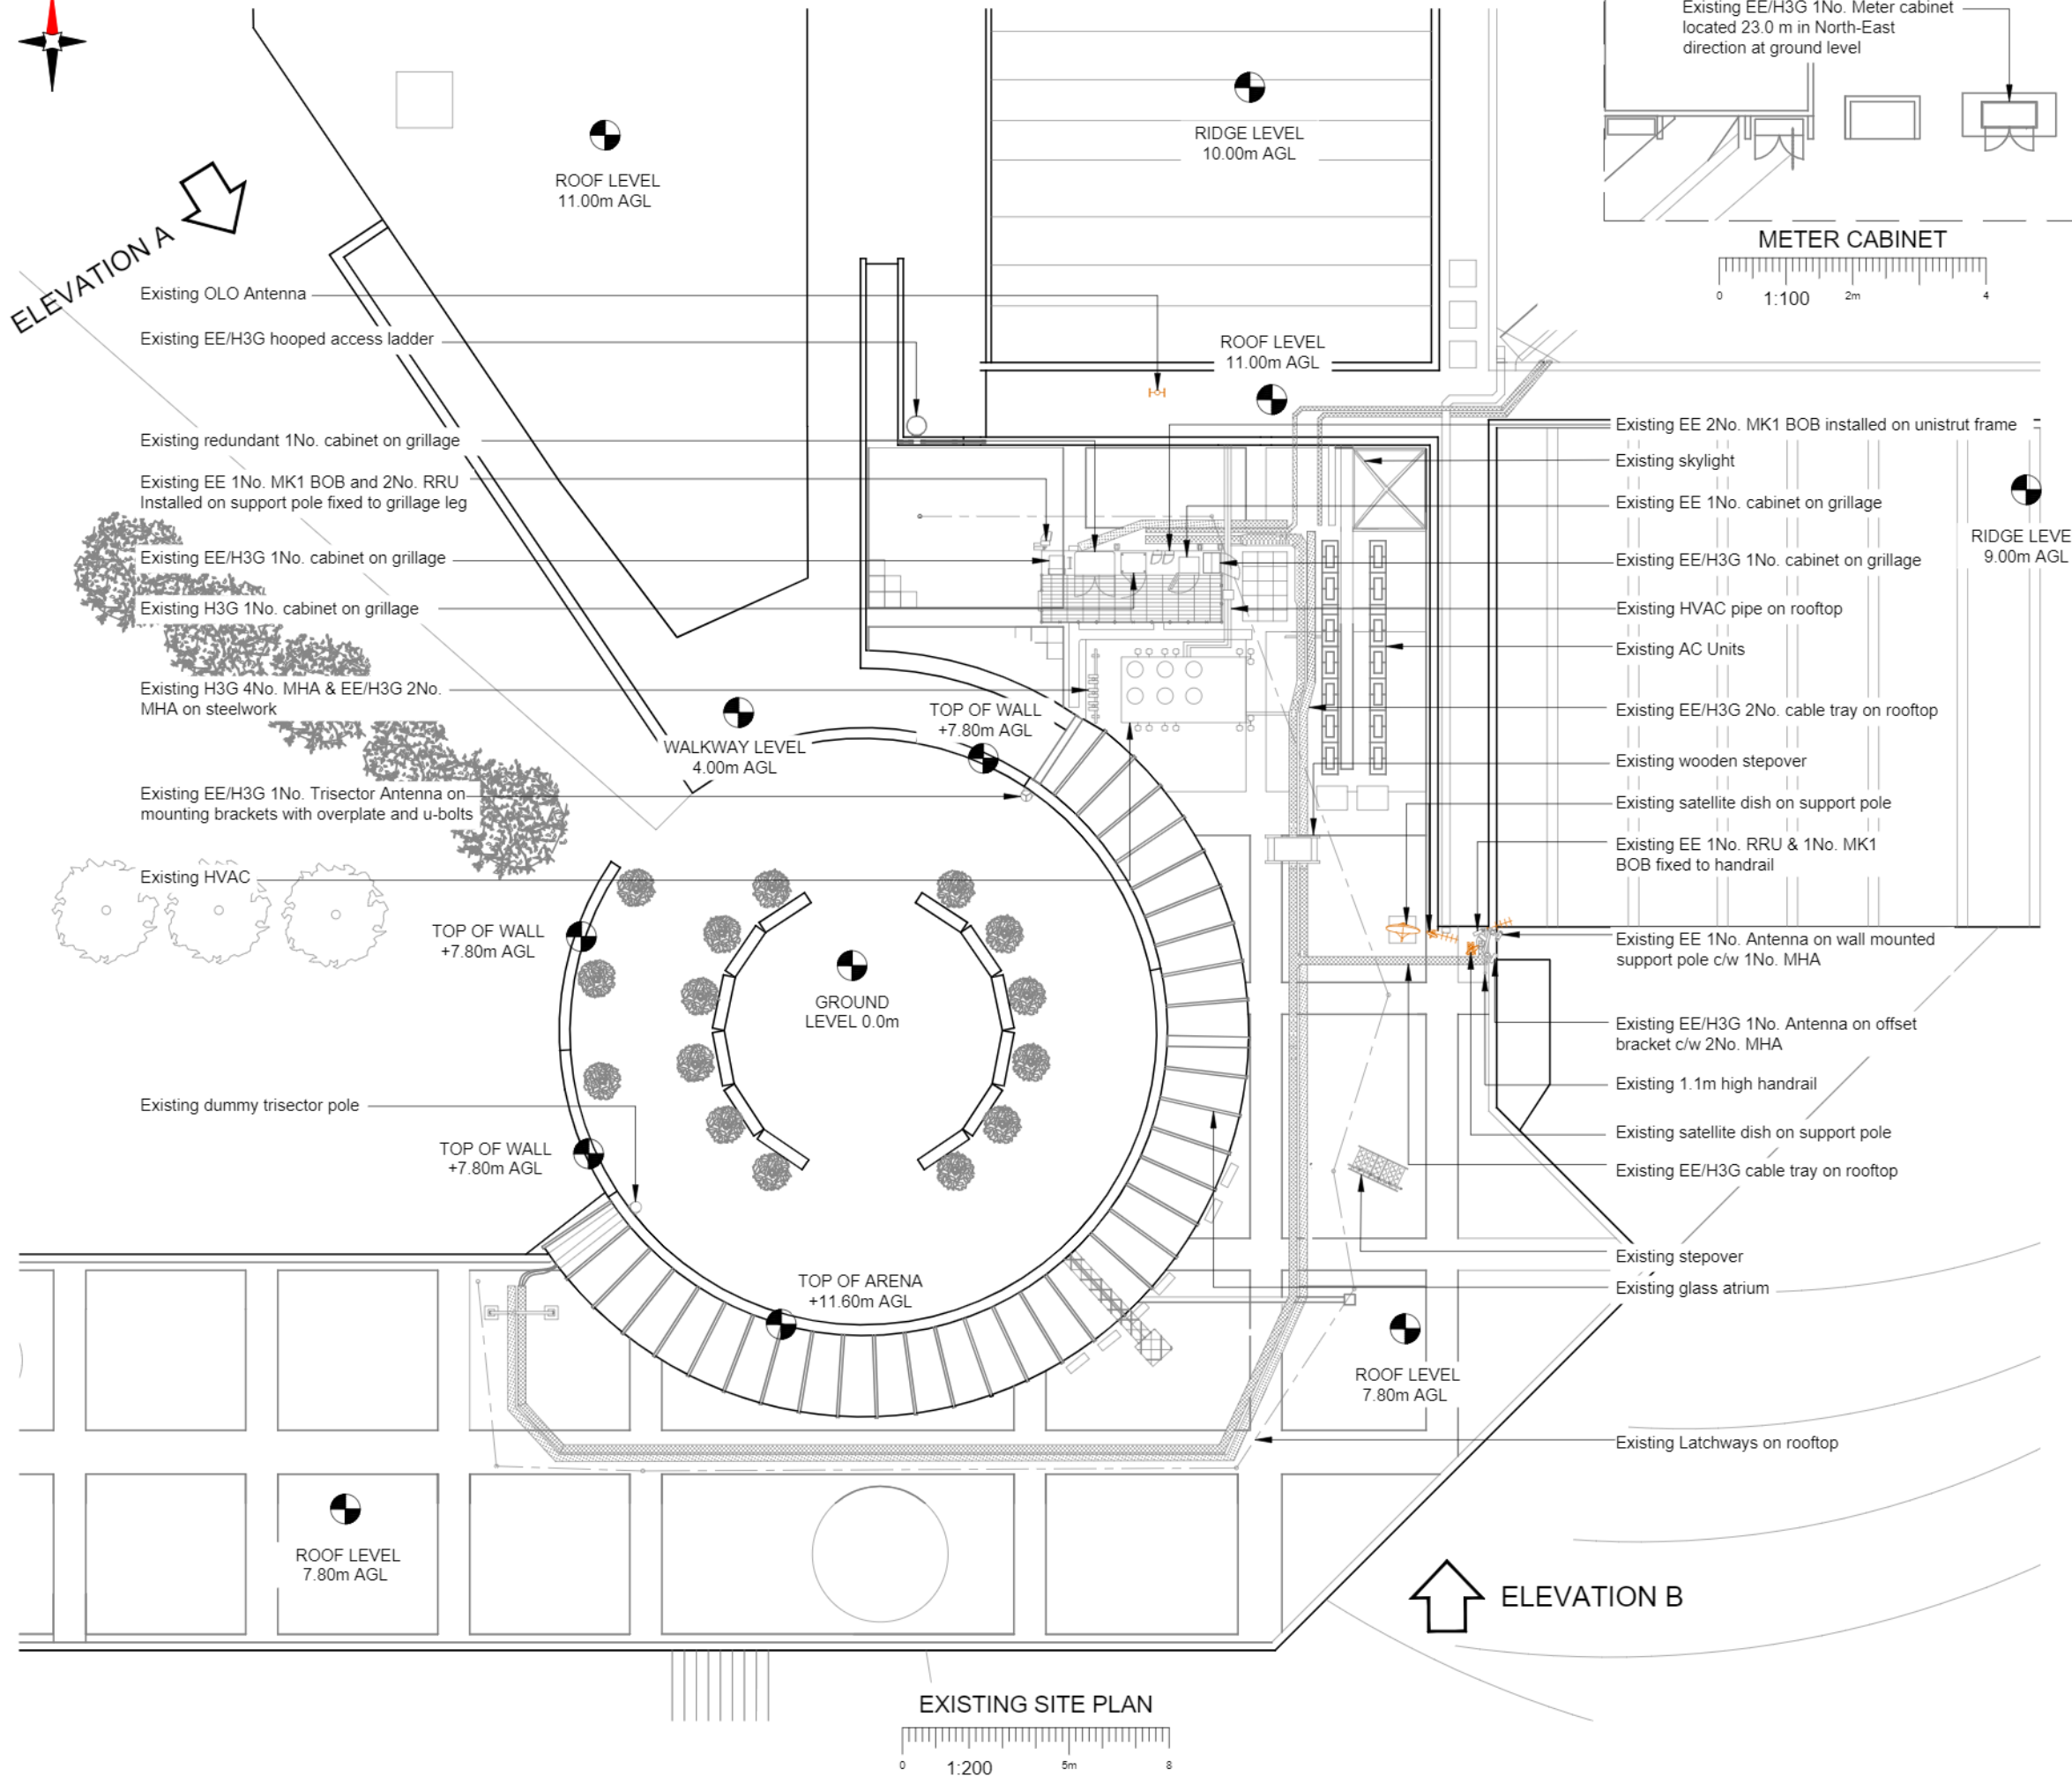 Existing EE/H3G 1No. Meter cabinet
located 23.0 m in North-East
direction at ground level
METER CABINET
0
1:100
2m
4
RIDGE LEVEL
10.00m AGL
ROOF LEVEL
11.00m AGL
ELEVATION A
Existing OLO Antenna
Existing EE/H3G hooped access ladder
ROOF LEVEL
11.00m AGL
Existing redundant 1No. cabinet on grillage
Existing EE 1No. MK1 BOB and 2No. RRU
Installed on support pole fixed to grillage leg
Existing EE/H3G 1No. cabinet on grillage
Existing H3G 1No. cabinet on grillage
Existing H3G 4No. MHA & EE/H3G 2No.
MHA on steelwork
Existing EE/H3G 1No. Trisector Antenna on
mounting brackets with overplate and u-bolts
Existing HVAC
Existing dummy trisector pole
Existing EE 2No. MK1 BOB installed on unistrut frame
Existing skylight
Existing EE 1No. cabinet on grillage
RIDGE LEVE
9.00m AGL
Existing EE/H3G 1No. cabinet on grillage
Existing HVAC pipe on rooftop
Existing AC Units
Existing EE/H3G 2No. cable tray on rooftop
Existing wooden stepover
Existing satellite dish on support pole
Existing EE 1No. RRU & 1No. MK1
BOB fixed to handrail
Existing EE 1No. Antenna on wall mounted
support pole c/w 1No. MHA
Existing EE/H3G 1No. Antenna on offset
bracket c/w 2No. MHA
Existing 1.1m high handrail
Existing satellite dish on support pole
Existing EE/H3G cable tray on rooftop
Existing stepover
Existing glass atrium
Existing Latchways on rooftop
WALKWAY LEVEL
4.00m AGL
TOP OF WALL
+7.80m AGL
TOP OF WALL
+7.80m AGL
GROUND
LEVEL 0.0m
TOP OF WALL
+7.80m AGL
TOP OF ARENA
+11.60m AGL
ROOF LEVEL
7.80m AGL
ROOF LEVEL
7.80m AGL
ELEVATION B
EXISTING SITE PLAN
0
1:200
5m
8